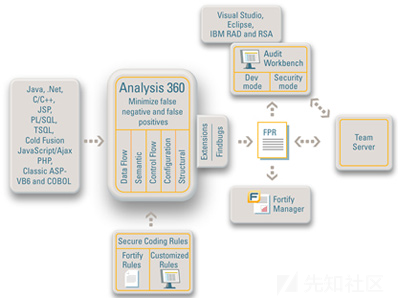 Visual Studio,
Eclipse,
IBM RAD and RSA
Audit
Workbench
Dev
mode
Security
mode
Java, .Net,
C/C++,
JSP,
PL/SQL,
TSQL,
Cold Fusion
JavaScript/Ajax
PHP,
Classic ASP-
VB6 and COBOL
Analysis 360
Minimize false
negative and false
positives
Data Flow
Semantic
Control Flow
Configuration
Structural
Extensions
Findbugs
FPR
Team
Server
Fortify
Manager
Secure Coding Rules
Fortify
Rules
Customized
Rules
先知社区